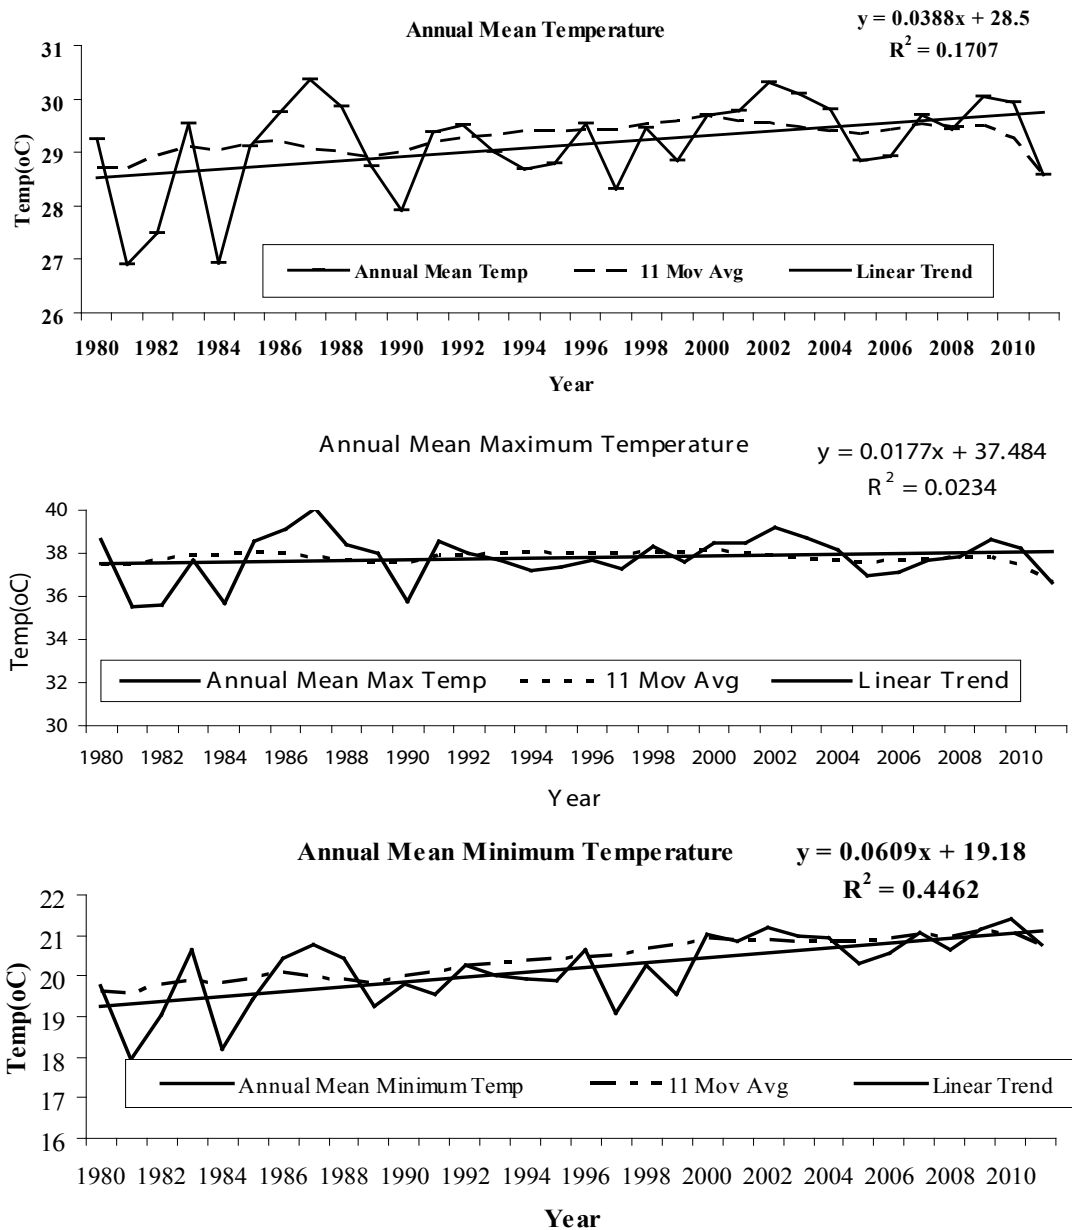 Annual Mean Temperature
y = 0.0388x + 28.5
R2 = 0.1707
31
30
29
28
27
26
Temp(oC)
Annual Mean Temp 11 Mov Avg Linear Trend
1980 1982 1984 1986 1988 1990 1992 1994 1996 1998 2000 2002 2004 2006 2008 2010
Year
Annual Mean Maximum Temperature
y = 0.0177x + 37.484
R2 = 0.0234
40
38
36
34
32
30
Temp(oC)
Annual Mean Max Temp 11 Mov Avg Linear Trend
1980 1982 1984 1986 1988 1990 1992 1994 1996 1998 2000 2002 2004 2006 2008 2010
Year
Annual Mean Minimum Temperature
y = 0.0609x + 19.18
R2 = 0.4462
22
21
20
19
18
17
16
Temp(oC)
Annual Mean Minimum Temp 11 Mov Avg Linear Trend
1980 1982 1984 1986 1988 1990 1992 1994 1996 1998 2000 2002 2004 2006 2008 2010
Year